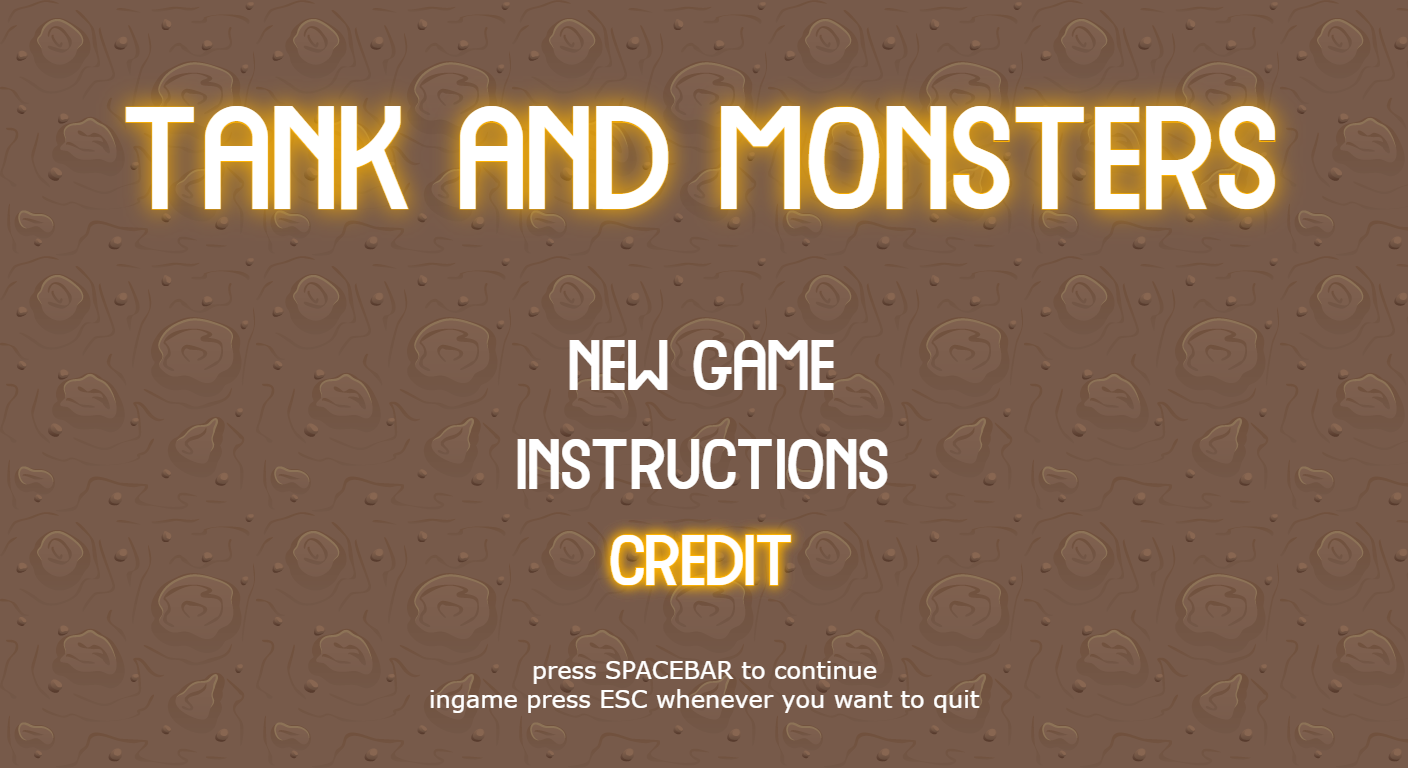 TANK AND MONSTERS
NEW GAME
INSTRUCTIONS
CREDIT
press SPACEBAR to continue
ingame press ESC whenever you want to quit